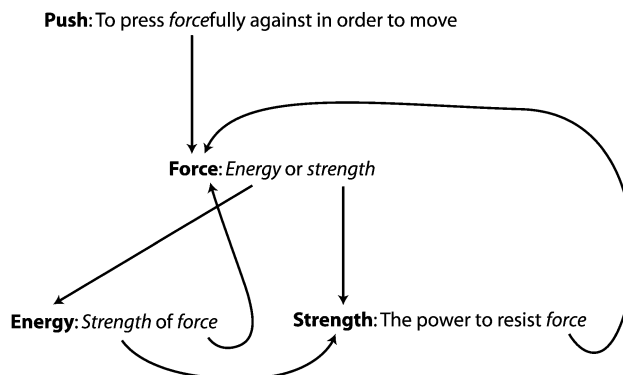 Push: To press forcefully against in order to move
Force: Energy or strength
Energy: Strength of force
Strength: The power to resist force